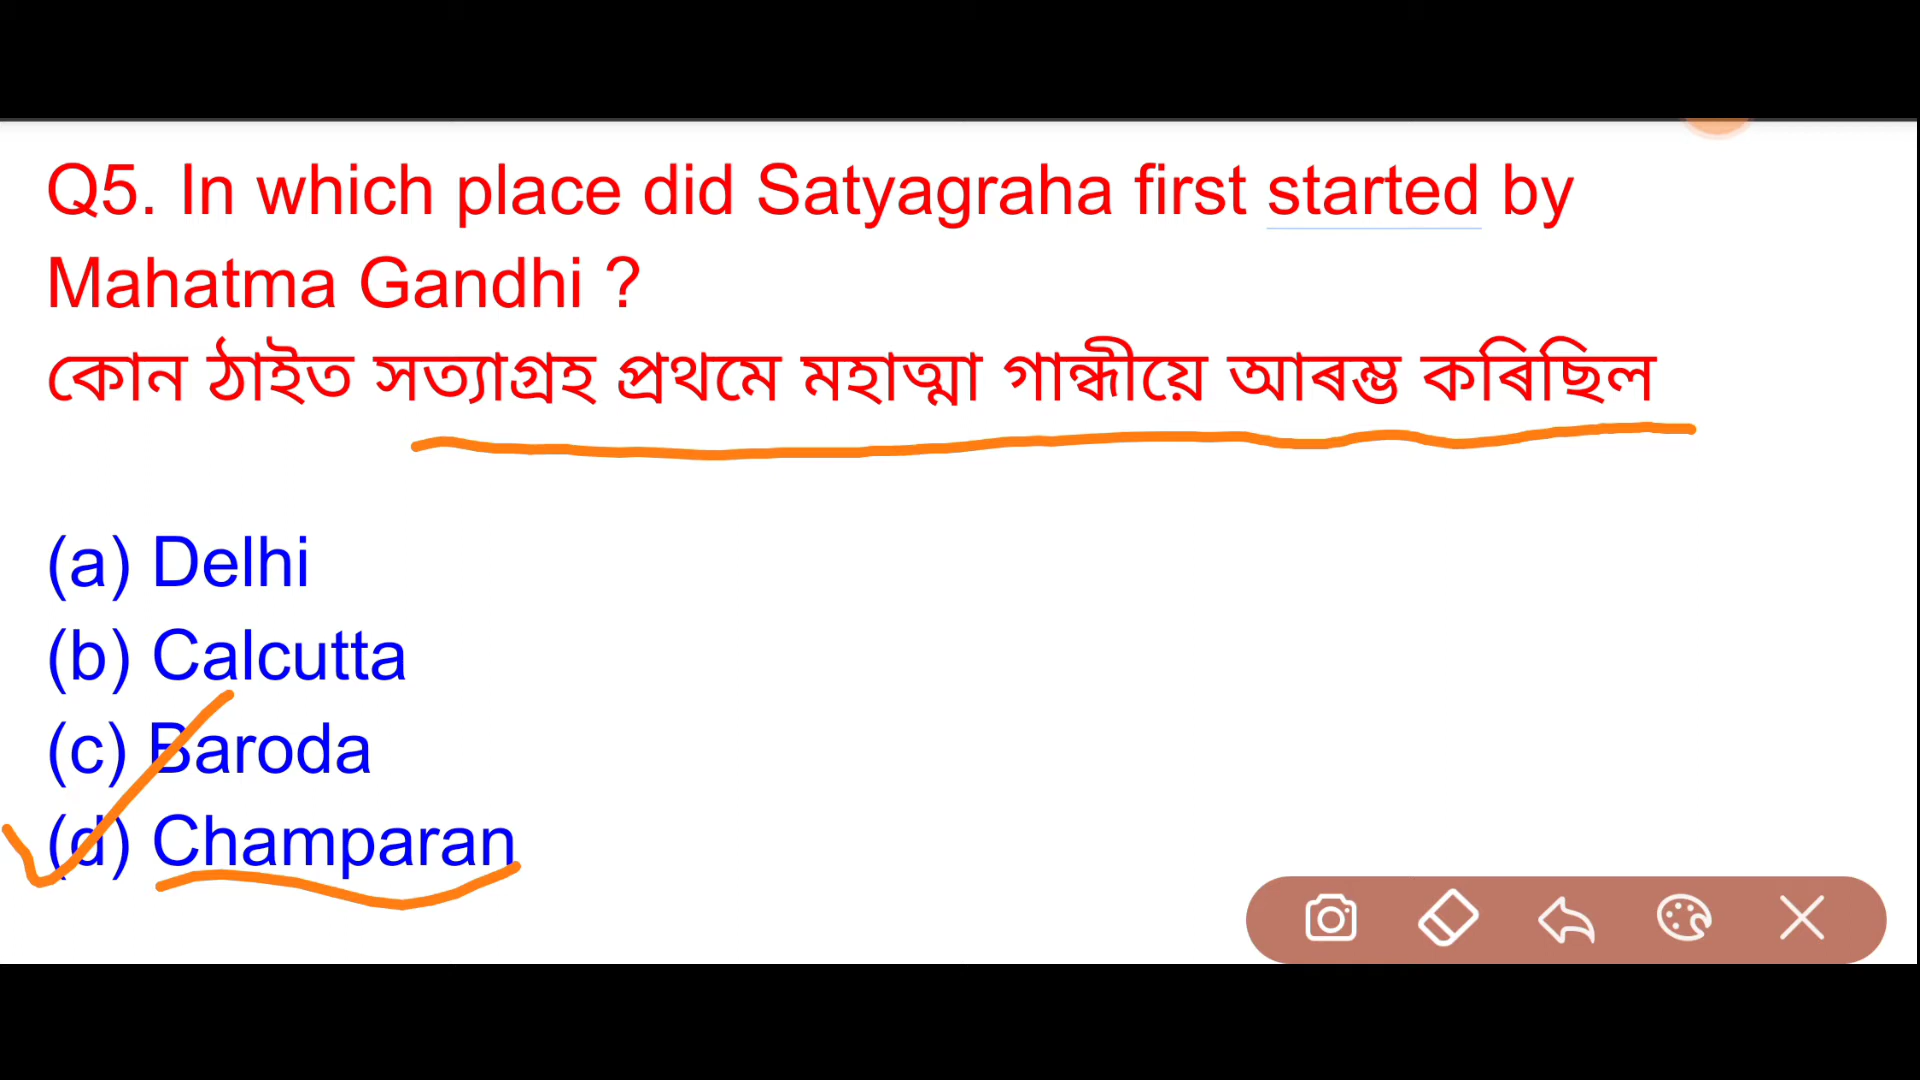 Q5. In which place did Satyagraha first started by
Mahatma Gandhi ?
কোন ঠাইত সত্যাগ্ৰহ প্ৰথমে মহাত্মা গান্ধীয়ে আৰম্ভ কৰিছিল
(a) Delhi
(b) Calcutta
(c) Baroda
(d) Champaran